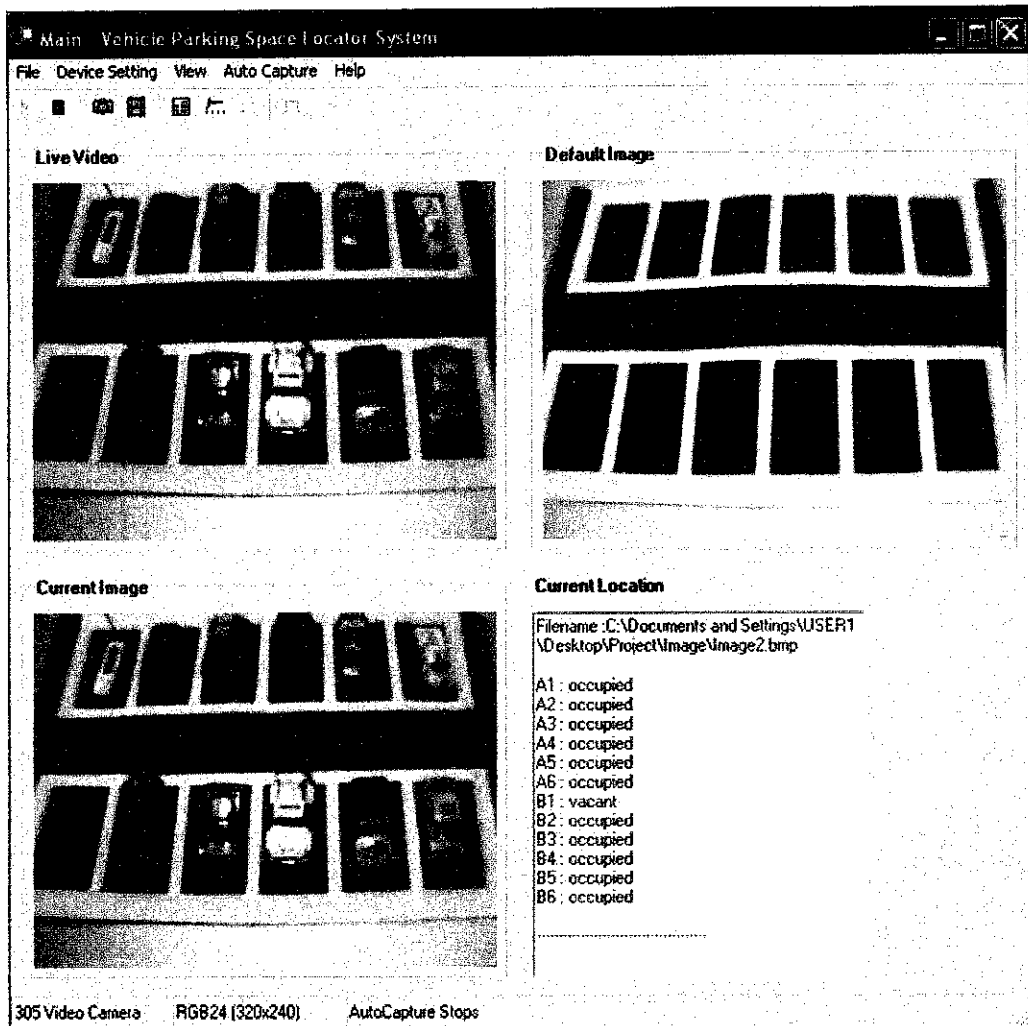 Main - Vehicle Parking Space Locator System
File Device Setting View Auto Capture Help
Live Video
Default Image
Current Image
Current Location
Filename :C:\Documents and Settings\USER1
\Desktop\Project\Image\Image2.bmp
A1 : occupied
A2 : occupied
A3 : occupied
A4 : occupied
A5 : occupied
A6 : occupied
B1 : vacant
B2 : occupied
B3 : occupied
B4 : occupied
B5 : occupied
B6 : occupied
305 Video Camera RGB24 (320x240) AutoCapture Stops